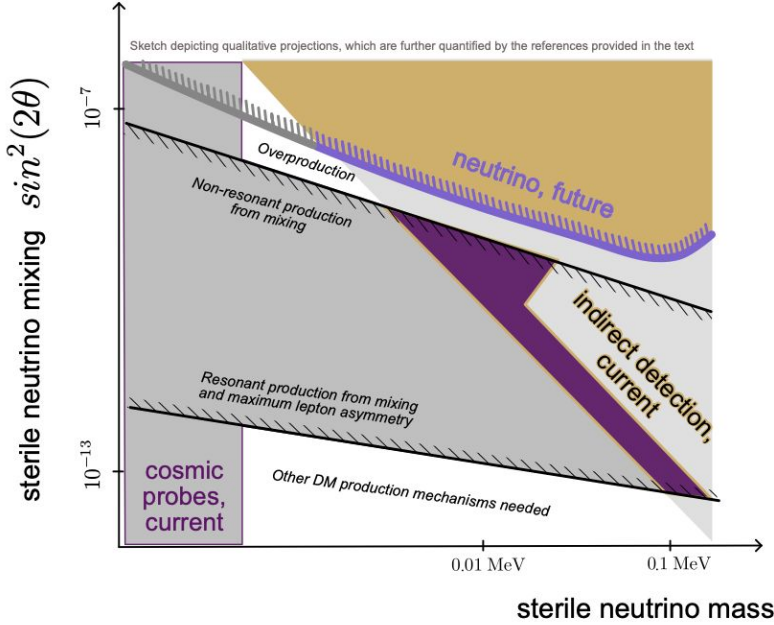 Sketch depicting qualitative projections, which are further quantified by the references provided in the text
sterile neutrino mixing sin²(2θ)
10⁻⁷
10⁻¹³
Overproduction
neutrino, future
Non-resonant production
from mixing
indirect detection,
current
Resonant production from mixing
and maximum lepton asymmetry
cosmic
probes,
current
Other DM production mechanisms needed
0.01 MeV
0.1 MeV
sterile neutrino mass